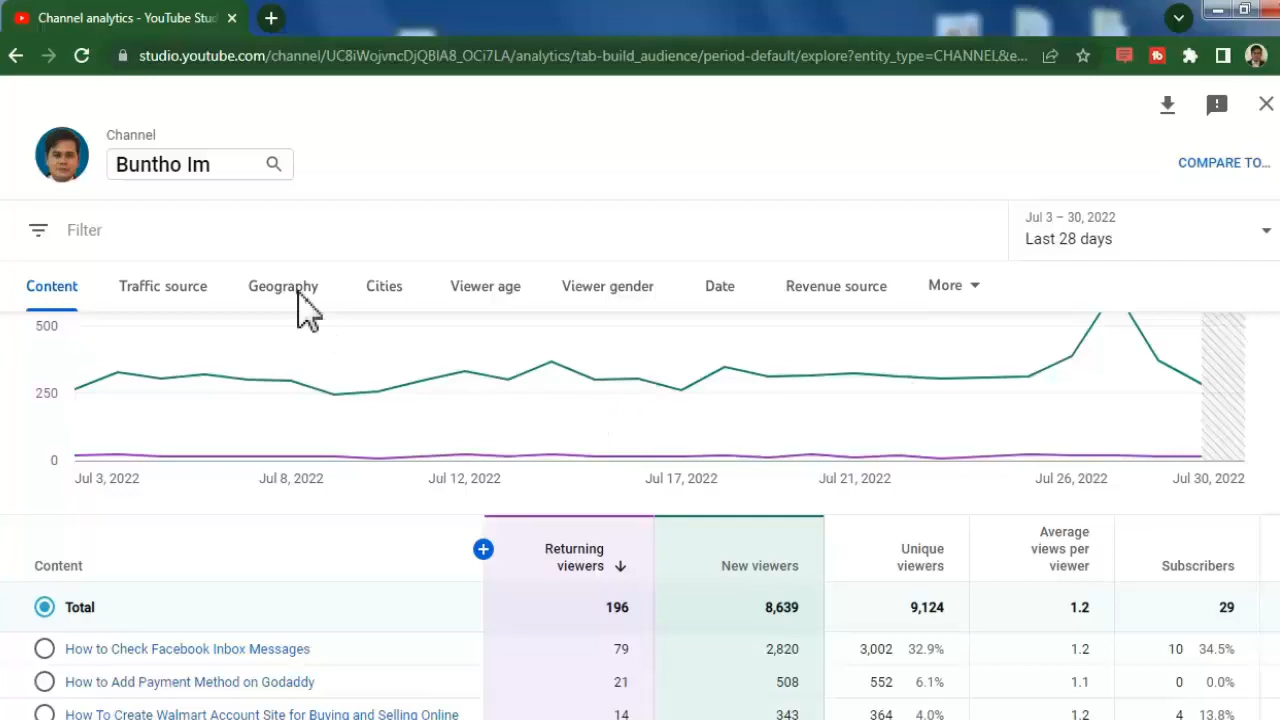 Channel analytics - YouTube Stu
studio.youtube.com/channel/UC8iWojvncDjQBIA8_OCi7LA/analytics/tab-build_audience/period-default/explore?entity_type=CHANNEL&e...
Channel
Buntho Im
COMPARE TO...
Filter
Jul 3 – 30, 2022
Last 28 days
Content Traffic source Geography Cities Viewer age Viewer gender Date Revenue source More
500
250
0
Jul 3, 2022 Jul 8, 2022 Jul 12, 2022 Jul 17, 2022 Jul 21, 2022 Jul 26, 2022 Jul 30, 2022
Content Returning viewers New viewers Unique viewers Average views per viewer Subscribers
Total 196 8,639 9,124 1.2 29
How to Check Facebook Inbox Messages 79 2,820 3,002 32.9% 1.2 10 34.5%
How to Add Payment Method on Godaddy 21 508 552 6.1% 1.1 0 0.0%
How To Create Walmart Account Site for Buying and Selling Online 14 343 364 4.0% 1.2 4 13.8%